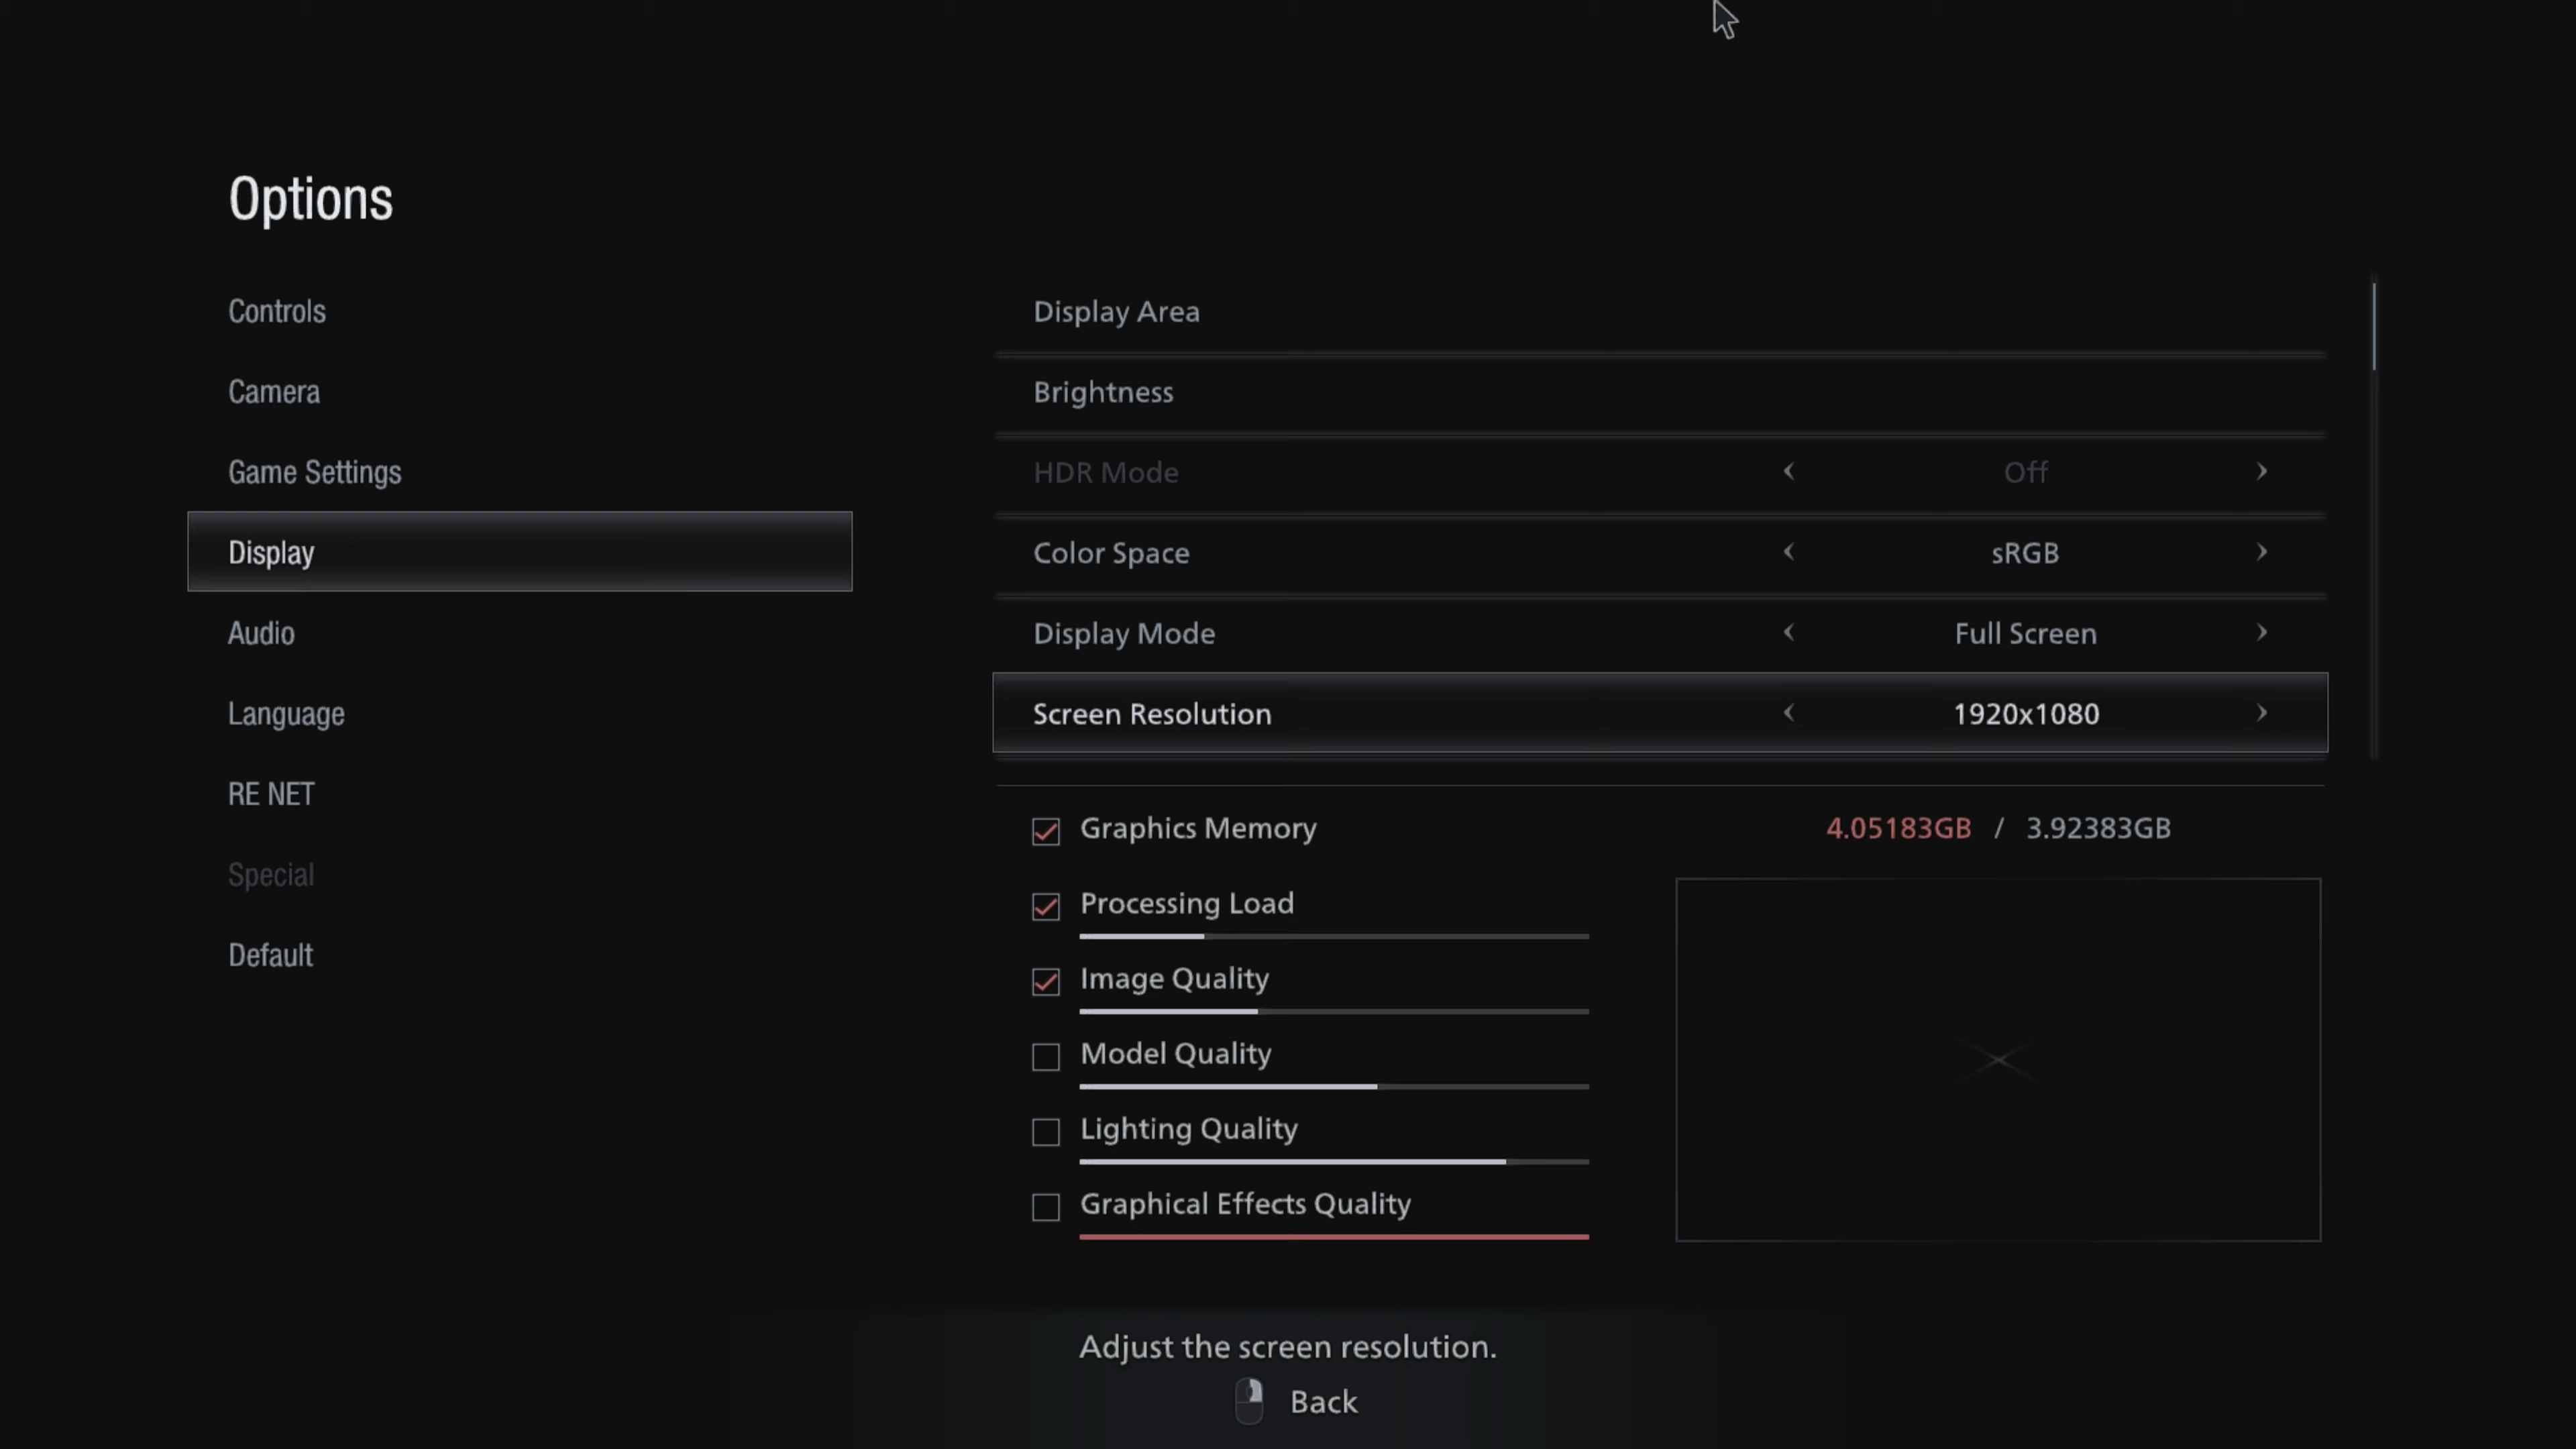 Options
Controls
Camera
Game Settings
Display
Audio
Language
RE NET
Special
Default
Display Area
Brightness
HDR Mode Off
Color Space sRGB
Display Mode Full Screen
Screen Resolution 1920x1080
Graphics Memory 4.05183GB / 3.92383GB
Processing Load
Image Quality
Model Quality
Lighting Quality
Graphical Effects Quality
Adjust the screen resolution.
Back